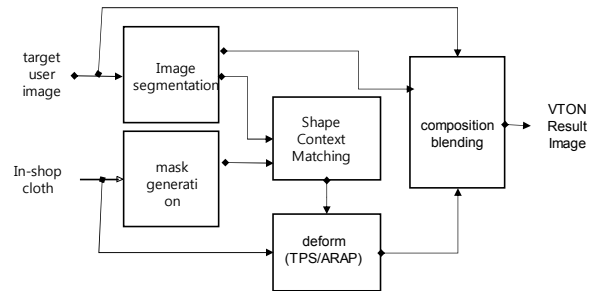 target
user
image
Image
segmentation
In-shop
cloth
mask
generati
on
Shape
Context
Matching
deform
(TPS/ARAP)
composition
blending
VTON
Result
Image